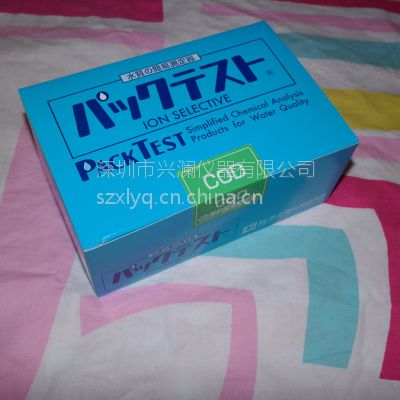 水質の簡易測定器
パックテスト®
ION SELECTIVE
PACKTEST
Simplified Chemical Analysis
Products for Water Quality
COD
深圳市兴澜仪器有限公司
szxlyq.cn.china.cn
パックテスト